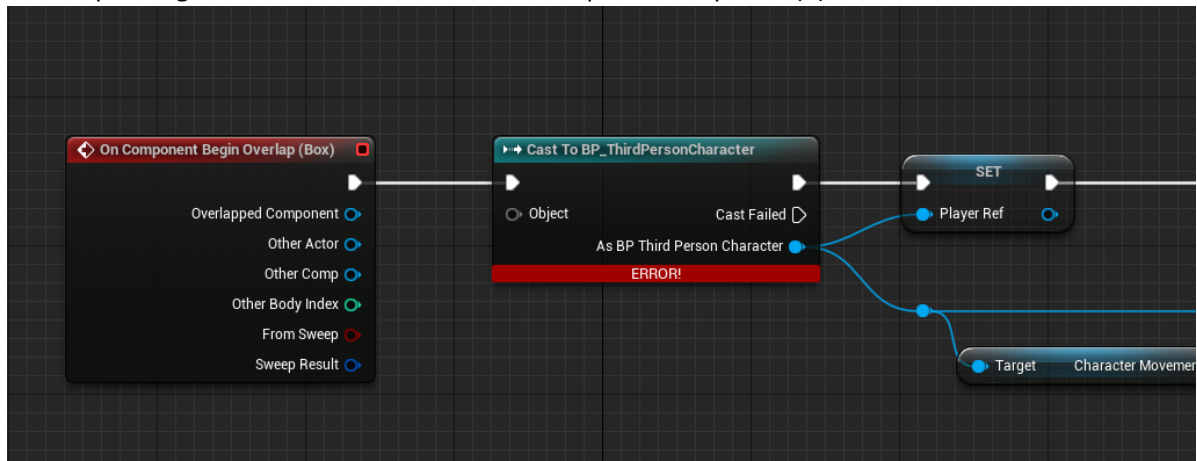 On Component Begin Overlap (Box)
Overlapped Component
Other Actor
Other Comp
Other Body Index
From Sweep
Sweep Result
Cast To BP_ThirdPersonCharacter
Object
Cast Failed
As BP Third Person Character
ERROR!
SET
Player Ref
Target
Character